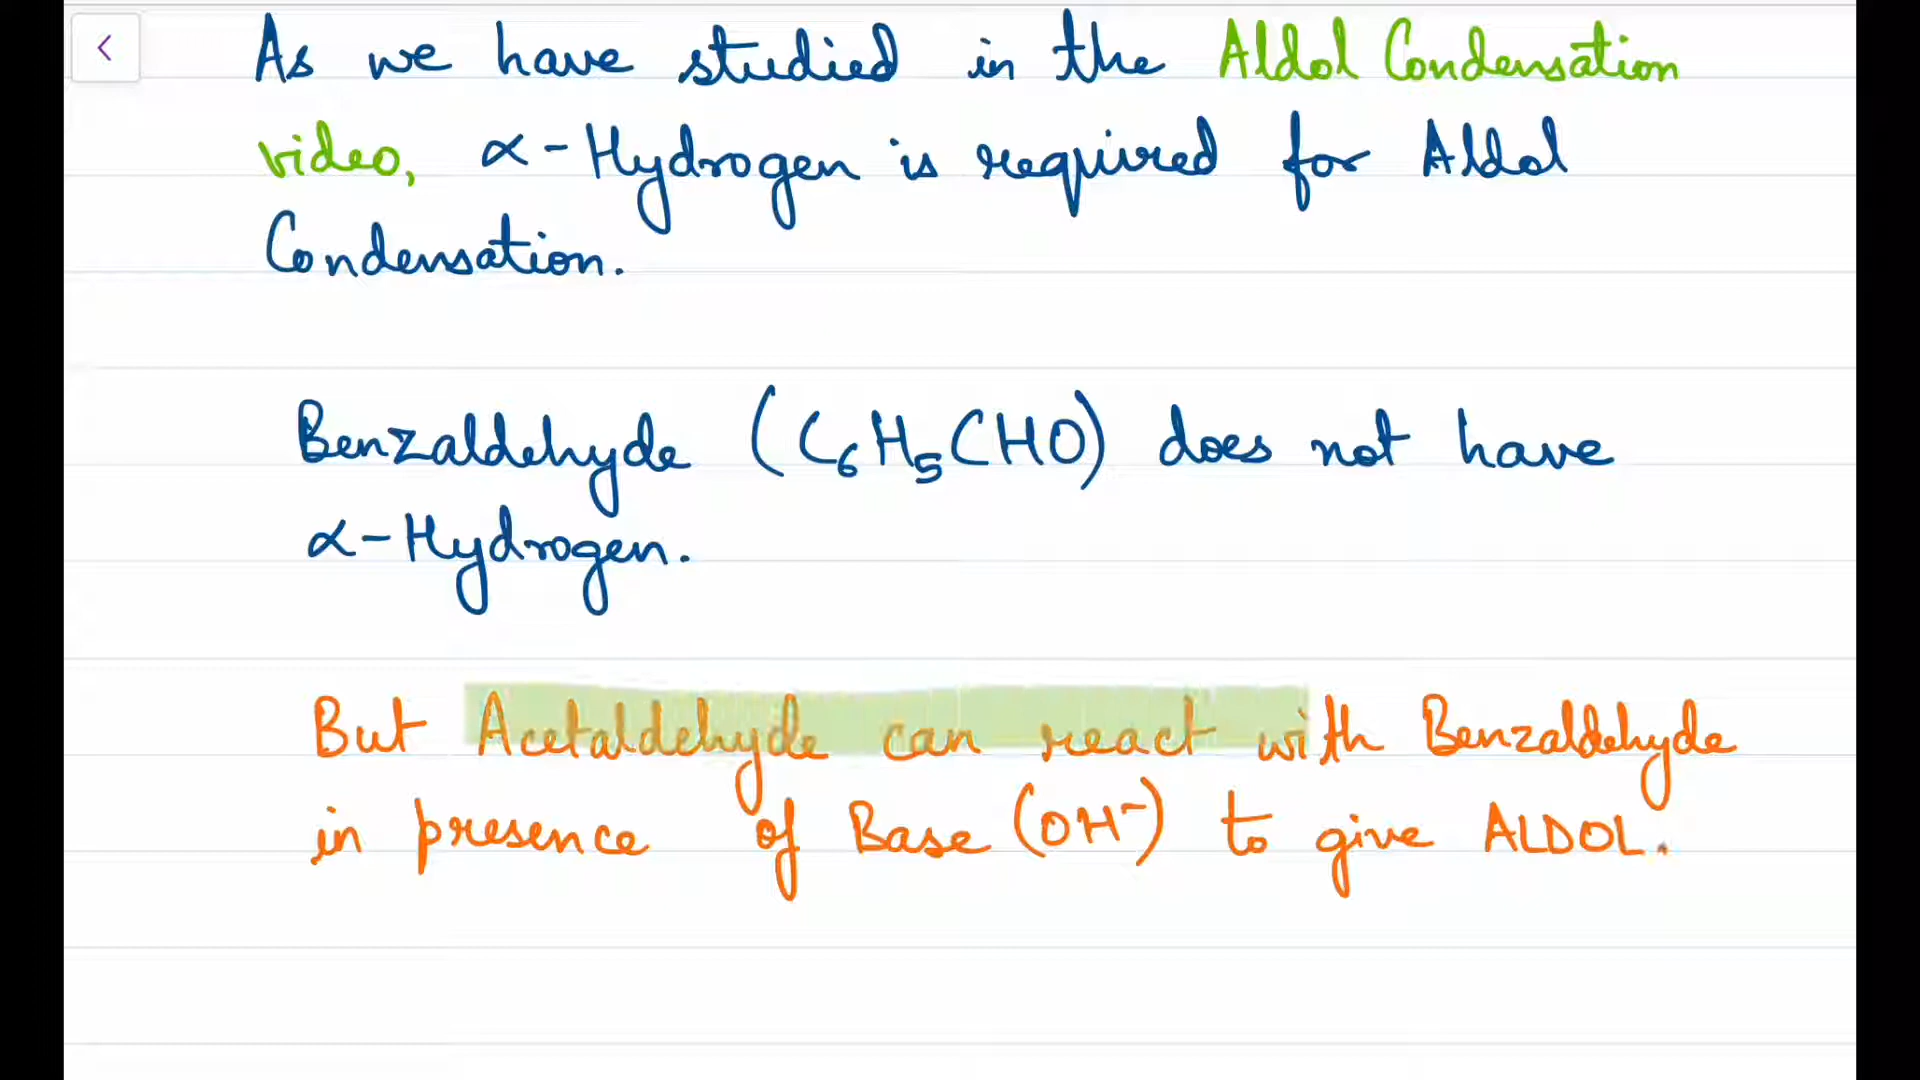 As we have studied in the Aldol Condensation
video, α-Hydrogen is required for Aldol
Condensation.
Benzaldehyde (C₆H₅CHO) does not have
α-Hydrogen.
But Acetaldehyde can react with Benzaldehyde
in presence of Base (OH⁻) to give ALDOL.